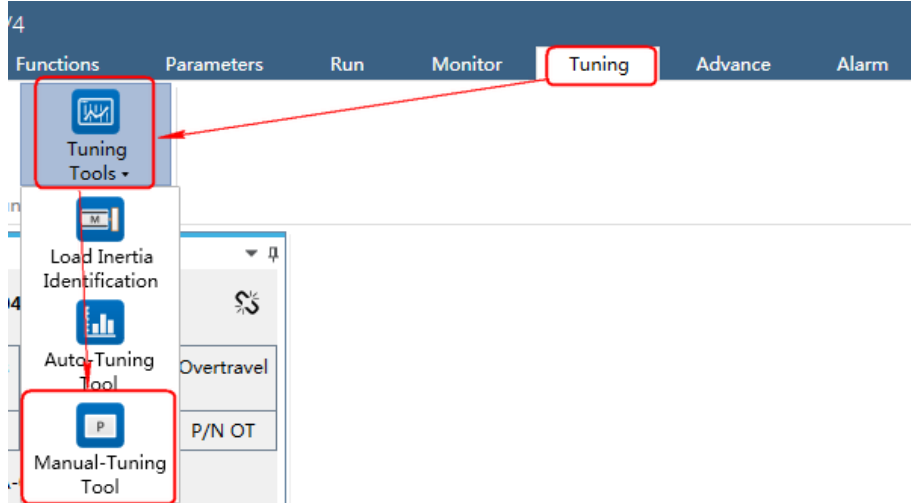 V4
Functions Parameters Run Monitor Tuning Advance Alarm
Tuning
Tools
Load Inertia
Identification
Auto-Tuning
Tool
Overtravel
P/N OT
Manual-Tuning
Tool